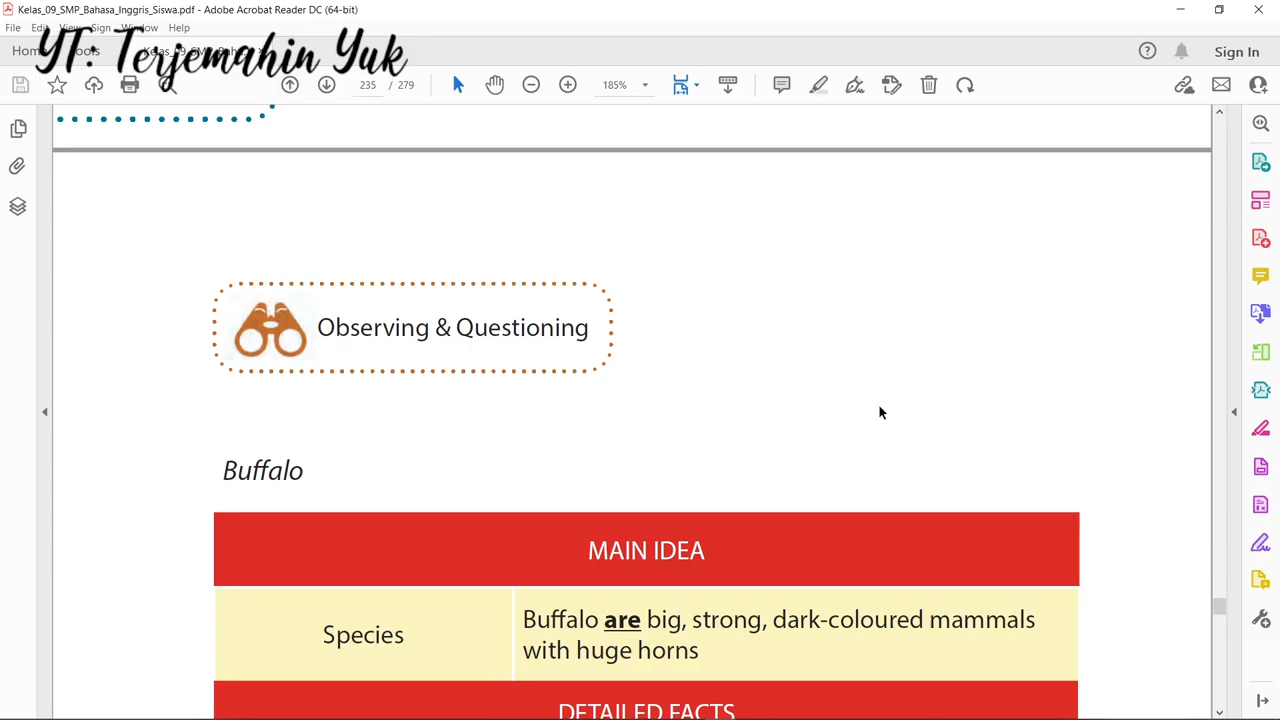 Kelas_09_SMP_Bahasa_Inggris_Siswa.pdf - Adobe Acrobat Reader DC (64-bit)
File Edit View Sign Window Help
YT: Terjemahin Yuk
Home Tools Sign In
235 / 279 185%
Observing & Questioning
Buffalo
MAIN IDEA
Species
Buffalo are big, strong, dark-coloured mammals
with huge horns
DETAILED FACTS